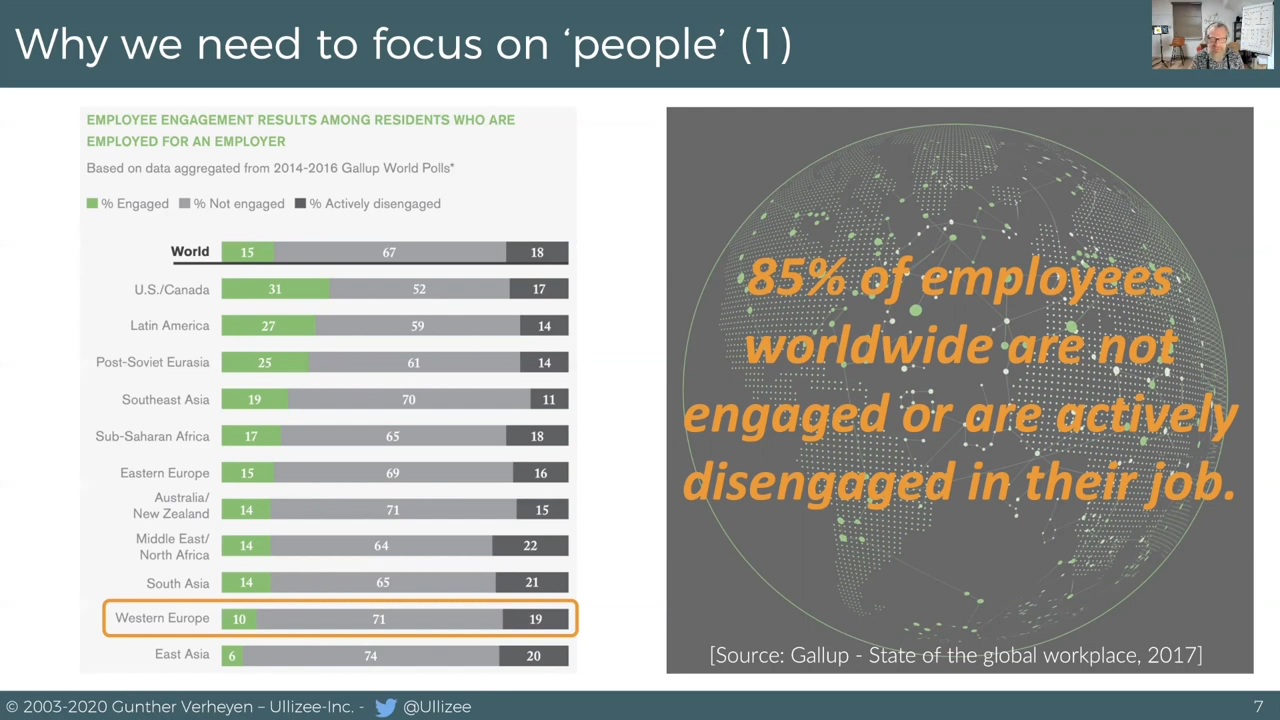 Why we need to focus on ‘people’ (1)
EMPLOYEE ENGAGEMENT RESULTS AMONG RESIDENTS WHO ARE
EMPLOYED FOR AN EMPLOYER
Based on data aggregated from 2014-2016 Gallup World Polls*
% Engaged % Not engaged % Actively disengaged
World 15 67 18
U.S./Canada 31 52 17
Latin America 27 59 14
Post-Soviet Eurasia 25 61 14
Southeast Asia 19 70 11
Sub-Saharan Africa 17 65 18
Eastern Europe 15 69 16
Australia/
New Zealand 14 71 15
Middle East/
North Africa 14 64 22
South Asia 14 65 21
Western Europe 10 71 19
East Asia 6 74 20
85% of employees
worldwide are not
engaged or are actively
disengaged in their job.
[Source: Gallup - State of the global workplace, 2017]
© 2003-2020 Gunther Verheyen – Ullizee-Inc. - @Ullizee
7